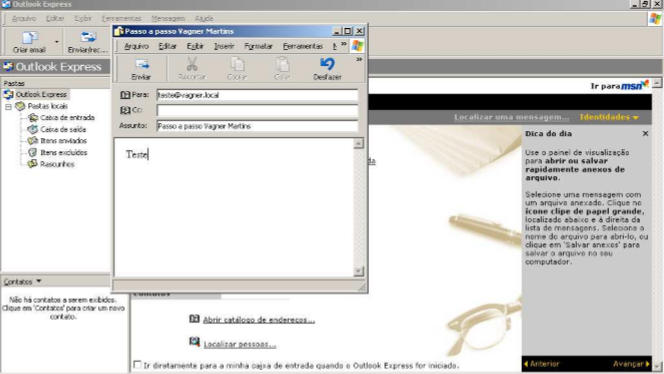 Outlook Express
Arquivo Editar Exibir Ferramentas Mensagem Ajuda
Criar email Enviar/rec...
Outlook Express
Pastas
Outlook Express
Pastas locais
Caixa de entrada
Caixa de saída
Itens enviados
Itens excluídos
Rascunhos
Contatos
Não há contatos a serem exibidos.
Clique em 'Contatos' para criar um novo
contato.
Passo a passo Vagner Martins
Arquivo Editar Exibir Inserir Formatar Ferramentas
Enviar Recortar Copiar Colar Desfazer
Para: teste@vagner.local
Cc:
Assunto: Passo a passo Vagner Martins
Teste
Ir para msn
Localizar uma mensagem... Identidades
Contatos
Abrir catálogo de endereços...
Localizar pessoas...
Ir diretamente para a minha caixa de entrada quando o Outlook Express for iniciado.
Dica do dia X
Use o painel de visualização
para abrir ou salvar
rapidamente anexos de
arquivo.
Selecione uma mensagem com
um arquivo anexado. Clique no
ícone clipe de papel grande,
localizado abaixo e à direita da
lista de mensagens. Selecione o
nome do arquivo para abri-lo, ou
clique em 'Salvar anexos' para
salvar o arquivo no seu
computador.
Anterior Avançar